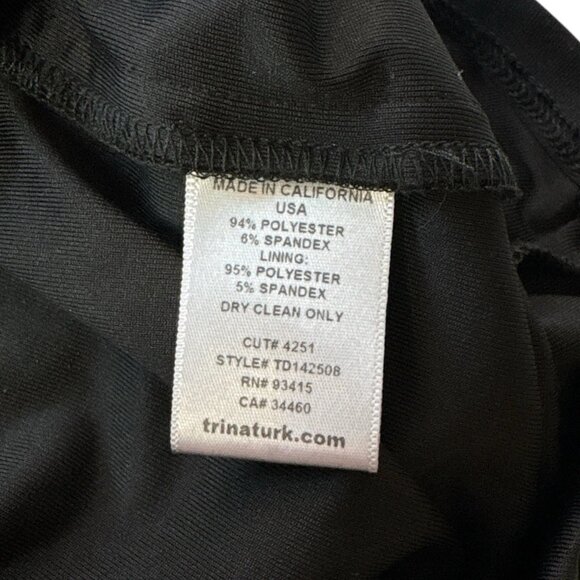 MADE IN CALIFORNIA
USA
94% POLYESTER
6% SPANDEX
LINING:
95% POLYESTER
5% SPANDEX
DRY CLEAN ONLY
CUT# 4251
STYLE# TD142508
RN# 93415
CA# 34460
trinaturk.com